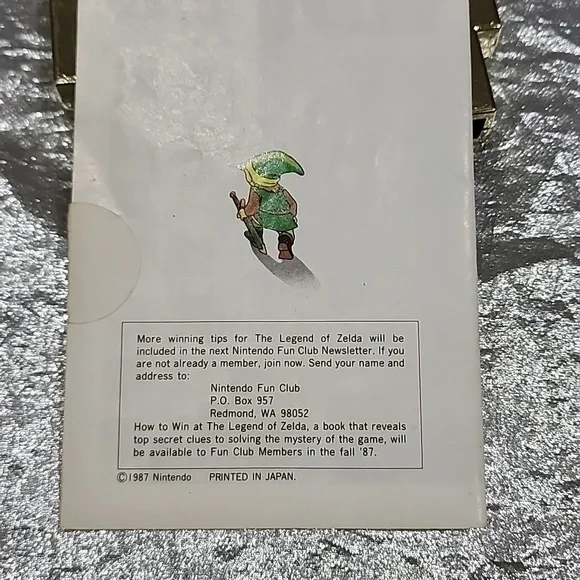 More winning tips for The Legend of Zelda will be
included in the next Nintendo Fun Club Newsletter. If you
are not already a member, join now. Send your name and
address to:
Nintendo Fun Club
P.O. Box 957
Redmond, WA 98052
How to Win at The Legend of Zelda, a book that reveals
top secret clues to solving the mystery of the game, will
be available to Fun Club Members in the fall '87.
©1987 Nintendo PRINTED IN JAPAN.